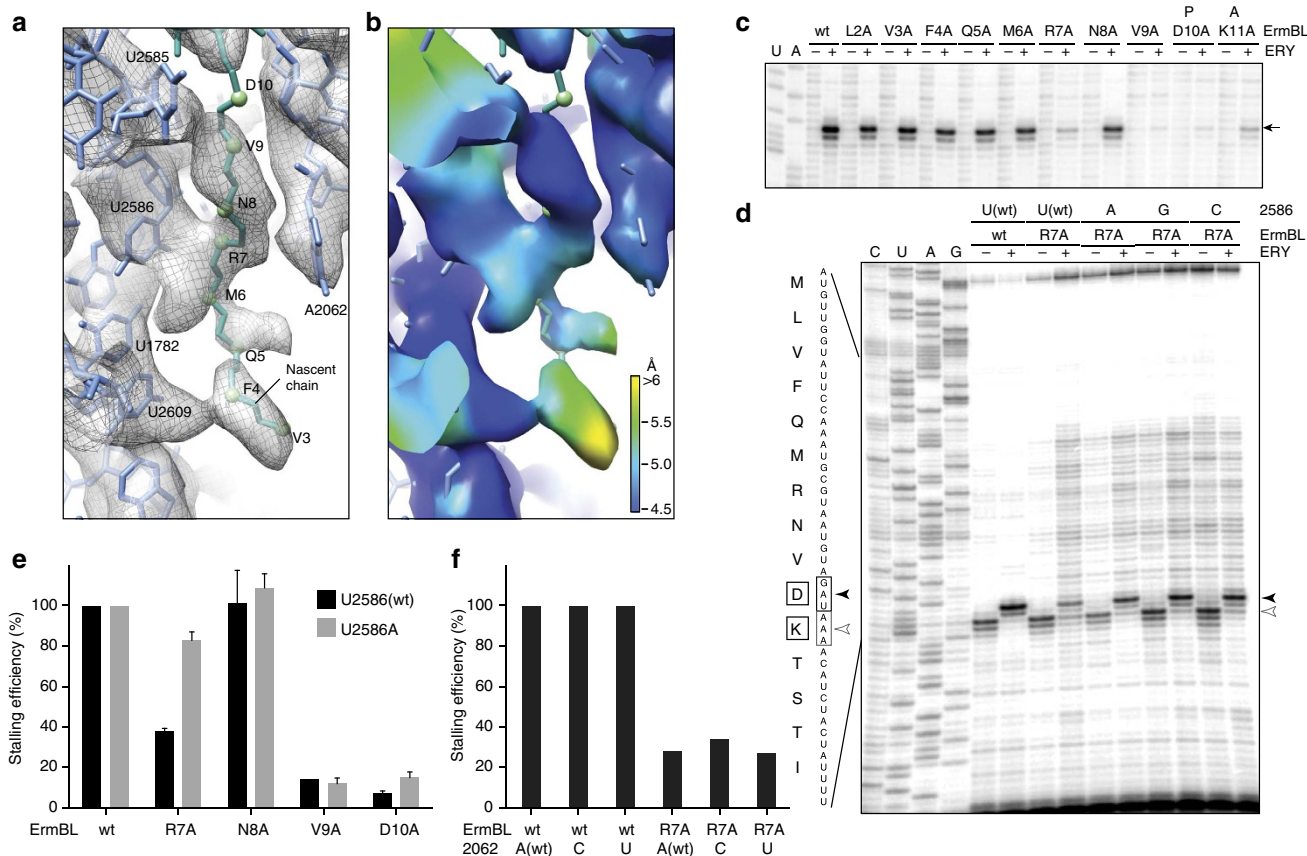 a
U2585
D10
V9
N8
U2586
R7
M6
A2062
U1782
Q5
Nascent
chain
F4
U2609
V3
b
Å
>6
5.5
5.0
4.5
c
P A
wt L2A V3A F4A Q5A M6A R7A N8A V9A D10A K11A ErmBL
U A – + – + – + – + – + – + – + – + – + – + – + ERY
d
U(wt) U(wt) A G C 2586
wt R7A R7A R7A R7A ErmBL
C U A G – + – + – + – + – + ERY
M
L
V
F
Q
M
R
N
V
D
K
T
S
T
I
A
U
G
U
U
G
G
U
A
U
U
C
C
A
A
A
U
G
C
G
U
A
A
U
G
U
A
G
A
U
A
A
A
A
C
A
U
C
U
A
C
U
A
U
U
U
U
e
Stalling efficiency (%)
100
80
60
40
20
0
U2586(wt)
U2586A
ErmBL wt R7A N8A V9A D10A
f
Stalling efficiency (%)
100
80
60
40
20
0
ErmBL wt wt wt R7A R7A R7A
2062 A(wt) C U A(wt) C U